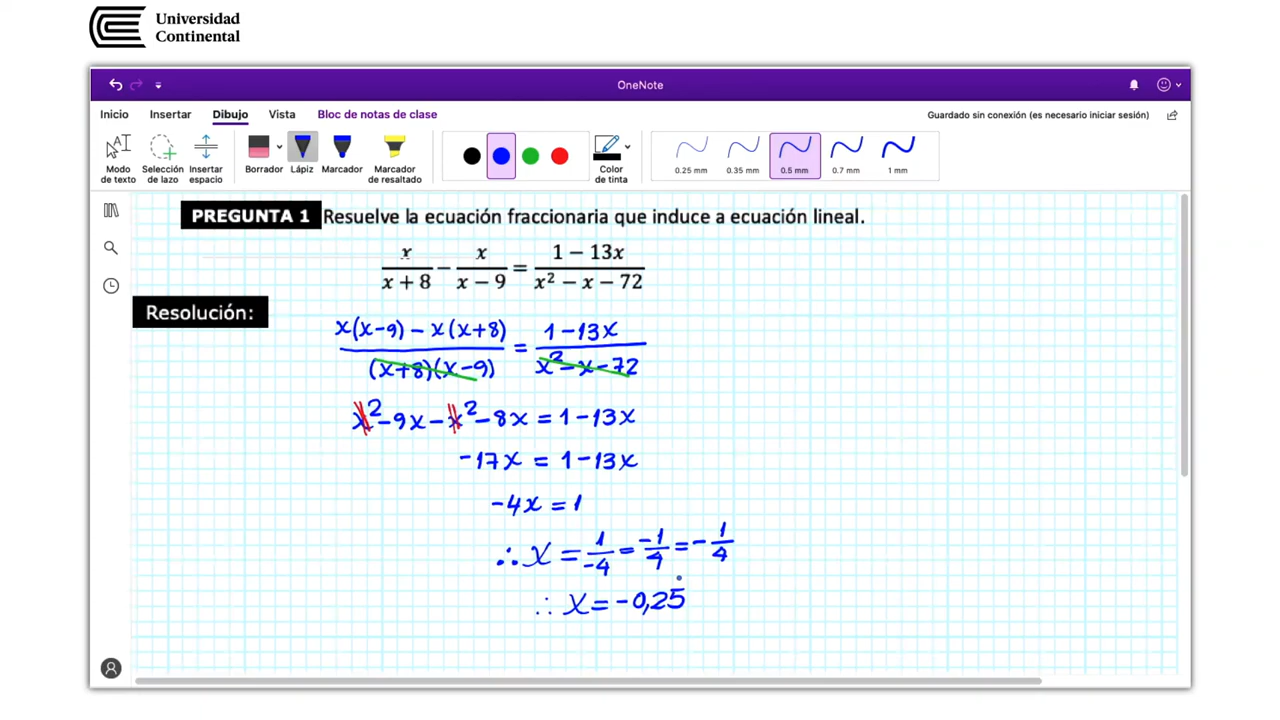 Universidad
Continental
OneNote
Inicio Insertar Dibujo Vista Bloc de notas de clase Guardado sin conexión (es necesario iniciar sesión)
Modo de texto Selección de lazo Insertar espacio Borrador Lápiz Marcador Marcador de resaltado Color de tinta 0.25 mm 0.35 mm 0.5 mm 0.7 mm 1 mm
PREGUNTA 1 Resuelve la ecuación fraccionaria que induce a ecuación lineal.
x/(x + 8) − x/(x − 9) = (1 − 13x)/(x² − x − 72)
Resolución:
(x(x-9) - x(x+8))/((x+8)(x-9)) = (1-13x)/(x²-x-72)
x²-9x-x²-8x = 1-13x
-17x = 1-13x
-4x = 1
∴ x = 1/-4 = -1/4 = -1/4
∴ x = -0,25